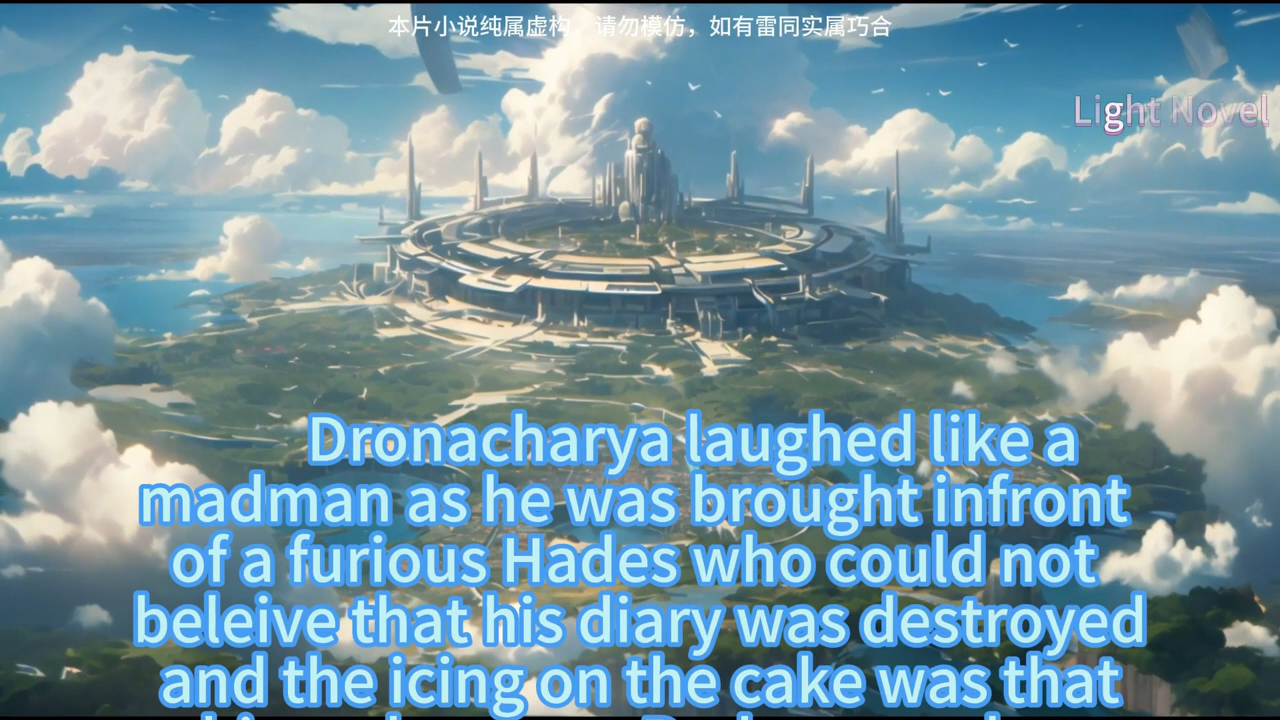 本片小说纯属虚构，请勿模仿，如有雷同实属巧合
Light Novel
Dronacharya laughed like a
madman as he was brought infront
of a furious Hades who could not
beleive that his diary was destroyed
and the icing on the cake was that